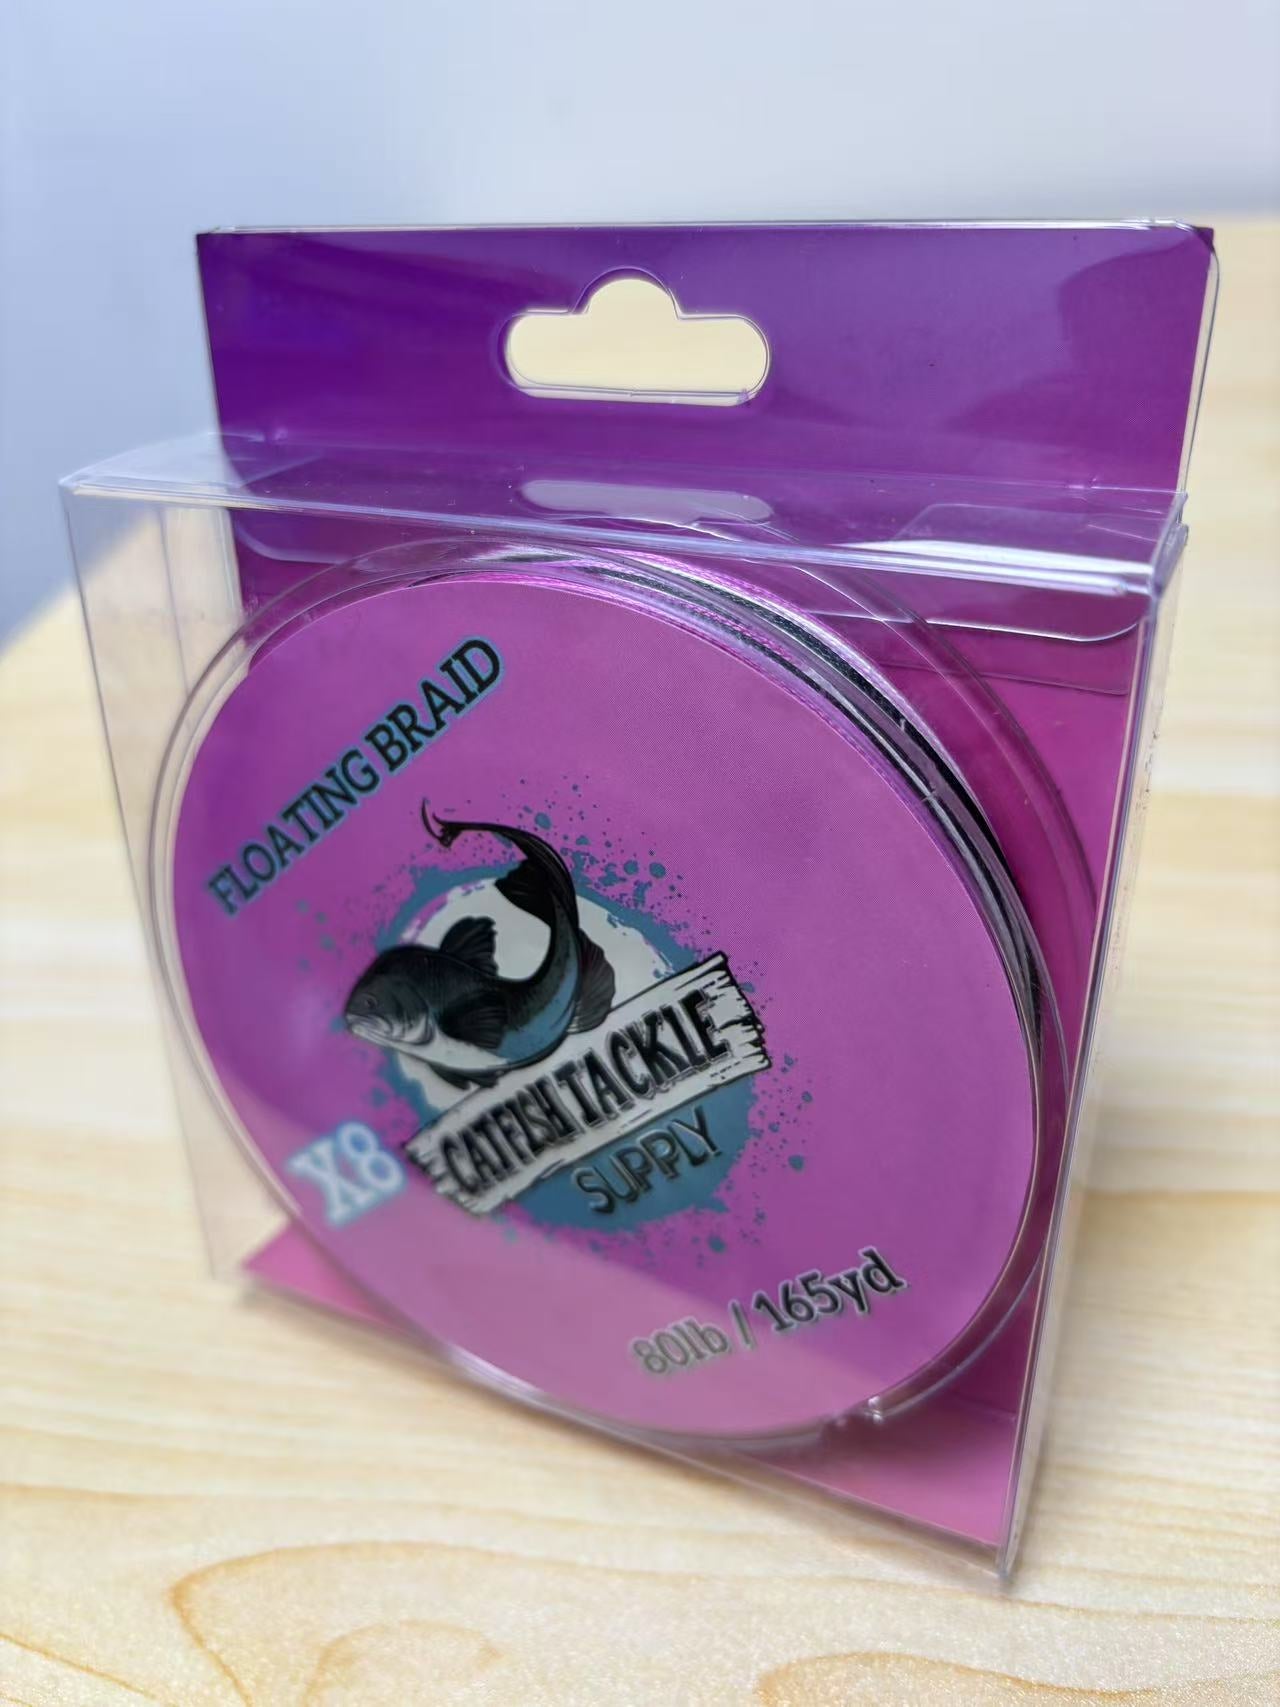 FLOATING BRAID
CATFISH TACKLE
SUPPLY
X8
80lb / 165yd